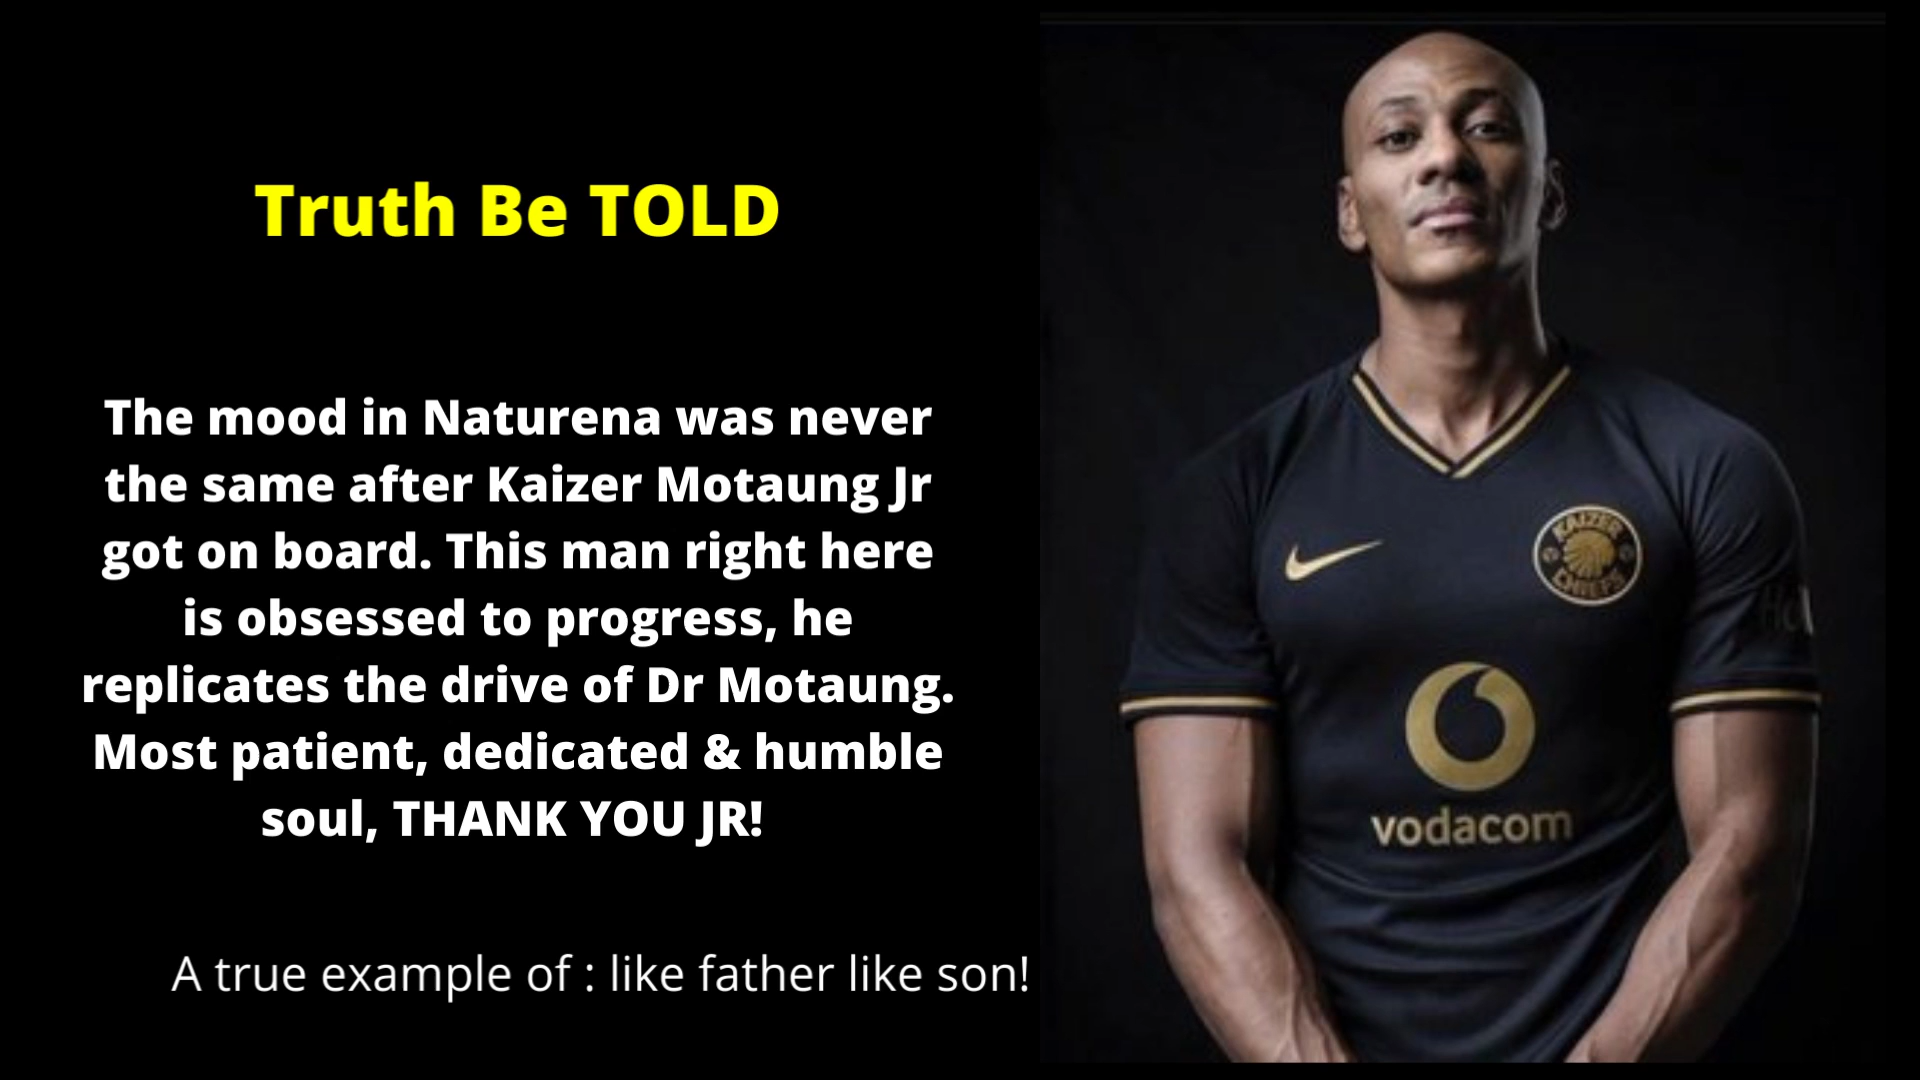 Truth Be TOLD
The mood in Naturena was never
the same after Kaizer Motaung Jr
got on board. This man right here
is obsessed to progress, he
replicates the drive of Dr Motaung.
Most patient, dedicated & humble
soul, THANK YOU JR!
A true example of : like father like son!
KAIZER
CHIEFS
vodacom